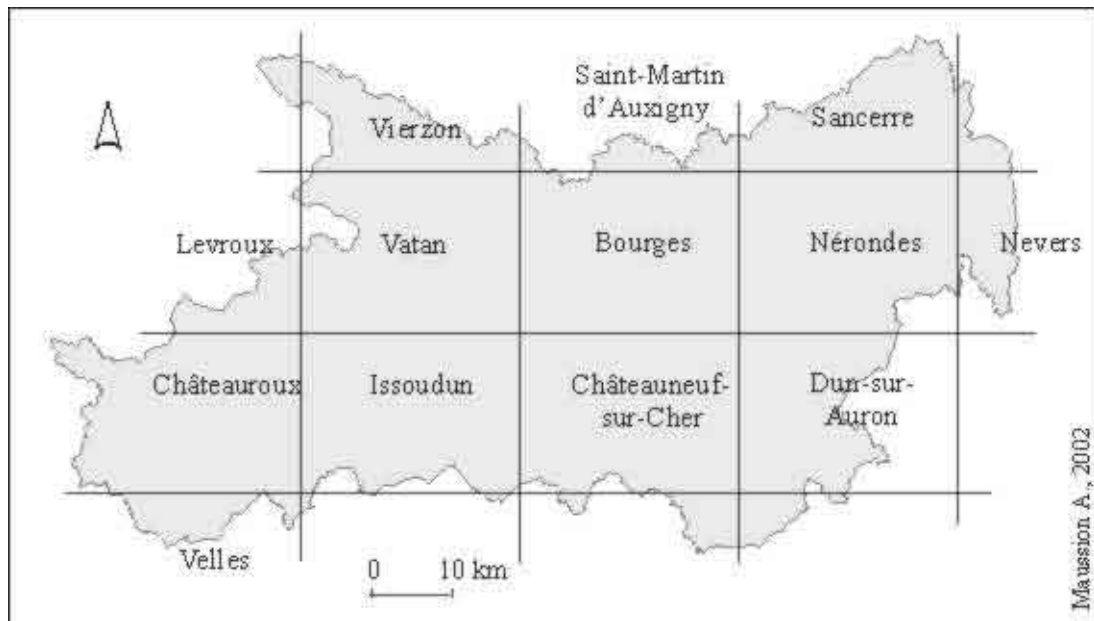 Saint-Martin
d'Auxigny
Vierzon
Sancerre
Levroux
Vatan
Bourges
Nérondes
Nevers
Châteauroux
Issoudun
Châteauneuf-
sur-Cher
Dun-sur-
Auron
Velles
0 10 km
Maussion A., 2002